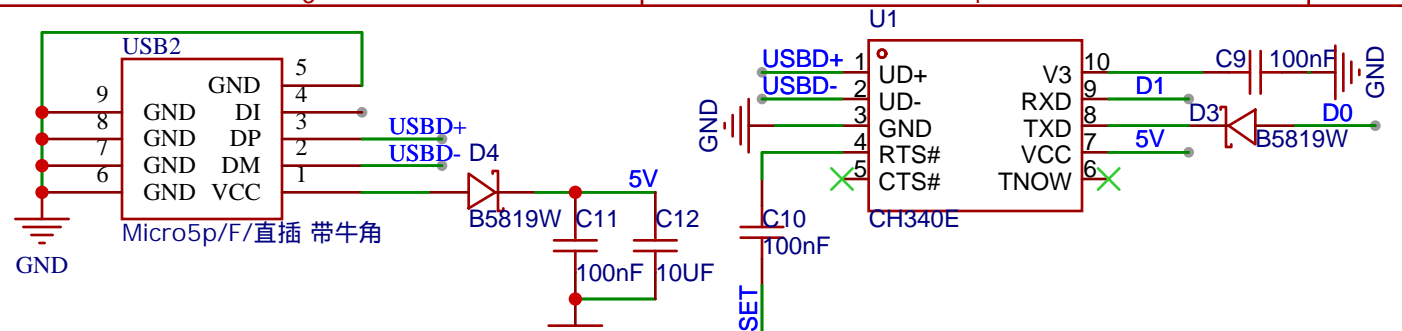 USB2
GND 5
DI 4
DP 3 USBD+
DM 2 USBD-
VCC 1
9 GND
8 GND
7 GND
6 GND
Micro5p/F/直插 带牛角
GND
D4
B5819W
5V
C11
100nF
C12
10UF
U1
USBD+ 1 UD+
USBD- 2 UD-
GND 3 GND
4 RTS#
5 CTS#
CH340E
C10
100nF
SET
V3 10 C9 100nF GND
RXD 9 D1
TXD 8 D3 D0
B5819W
VCC 7 5V
TNOW 6